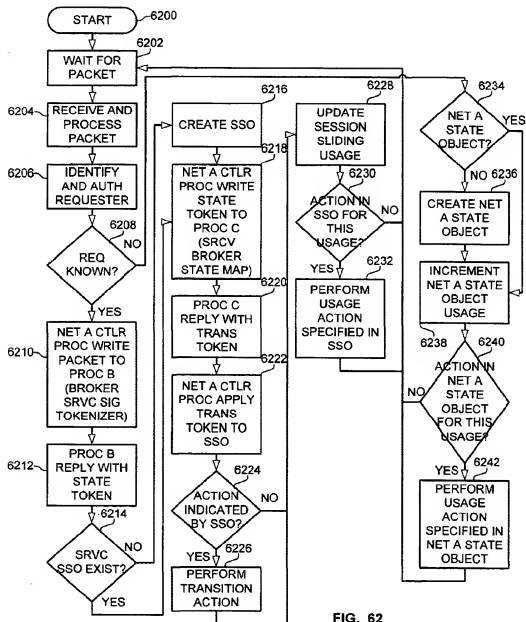 START
6200
6202
WAIT FOR
PACKET
6204
RECEIVE AND
PROCESS
PACKET
6206
IDENTIFY
AND AUTH
REQUESTER
6208
REQ
KNOWN?
NO
YES
6210
NET A CTLR
PROC WRITE
PACKET TO
PROC B
(BROKER
SRVC SIG
TOKENIZER)
6212
PROC B
REPLY WITH
STATE
TOKEN
6214
SRVC
SSO EXIST?
NO
YES
6216
CREATE SSO
6218
NET A CTLR
PROC WRITE
STATE
TOKEN TO
PROC C
(SRCV
BROKER
STATE MAP)
6220
PROC C
REPLY WITH
TRANS
TOKEN
6222
NET A CTLR
PROC APPLY
TRANS
TOKEN TO
SSO
6224
ACTION
INDICATED
BY SSO?
NO
YES
6226
PERFORM
TRANSITION
ACTION
6228
UPDATE
SESSION
SLIDING
USAGE
6230
ACTION IN
SSO FOR THIS
USAGE?
NO
YES
6232
PERFORM
USAGE
ACTION
SPECIFIED IN
SSO
6234
NET A
STATE
OBJECT?
YES
NO
6236
CREATE NET
A STATE
OBJECT
INCREMENT
NET A STATE
OBJECT
USAGE
6238
6240
ACTION IN
NET A
STATE
OBJECT
FOR THIS
USAGE?
NO
YES
6242
PERFORM
USAGE
ACTION
SPECIFIED IN
NET A STATE
OBJECT
FIG. 62